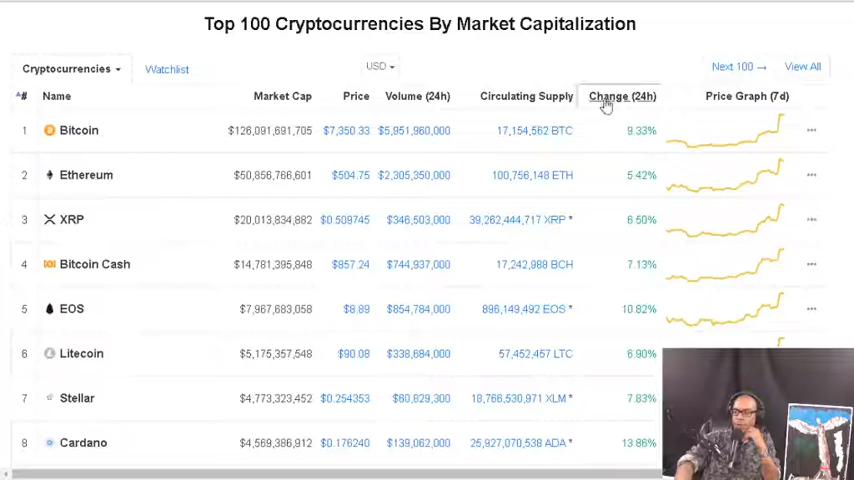 Top 100 Cryptocurrencies By Market Capitalization
Cryptocurrencies Watchlist USD Next 100 → View All
# Name Market Cap Price Volume (24h) Circulating Supply Change (24h) Price Graph (7d)
1 Bitcoin $126,091,691,705 $7,350.33 $5,951,960,000 17,154,562 BTC 9.33%
2 Ethereum $50,856,766,601 $504.75 $2,305,350,000 100,756,148 ETH 5.42%
3 XRP $20,013,834,882 $0.509745 $346,503,000 39,262,444,717 XRP * 6.50%
4 Bitcoin Cash $14,781,395,848 $857.24 $744,937,000 17,242,988 BCH 7.13%
5 EOS $7,967,683,058 $8.89 $854,784,000 896,149,492 EOS * 10.82%
6 Litecoin $5,175,357,548 $90.08 $338,684,000 57,452,457 LTC 6.90%
7 Stellar $4,773,323,452 $0.254353 $60,829,300 18,766,530,971 XLM * 7.83%
8 Cardano $4,569,386,912 $0.176240 $139,062,000 25,927,070,538 ADA * 13.86%